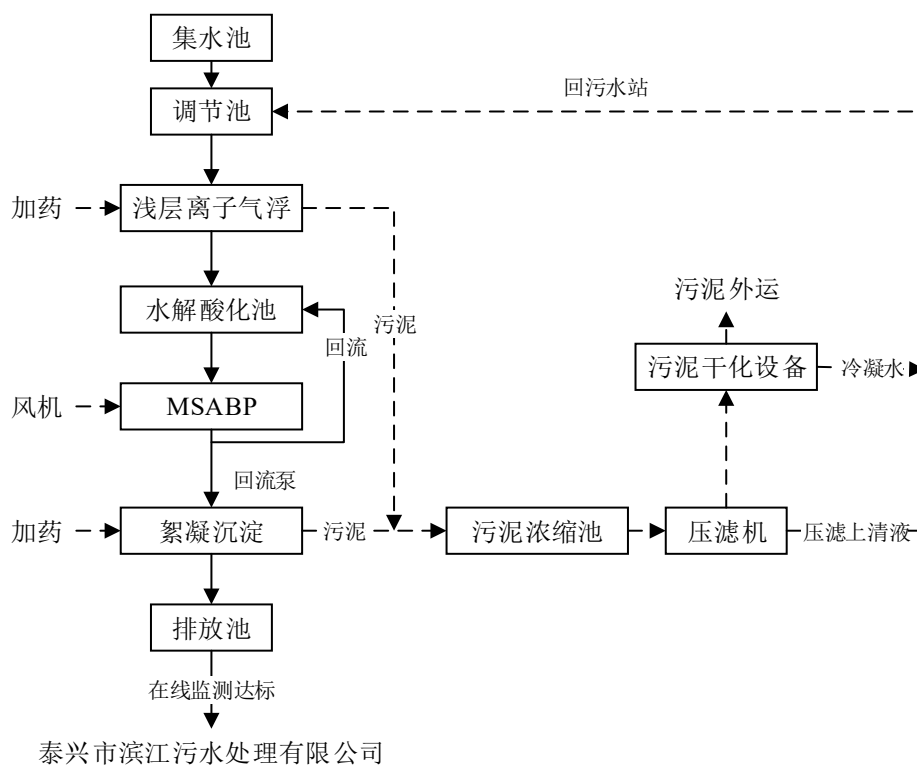 集水池
回污水站
调节池
加药
浅层离子气浮
污泥外运
水解酸化池
污泥
回流
污泥干化设备
冷凝水
风机
MSABP
回流泵
加药
絮凝沉淀
污泥
污泥浓缩池
压滤机
压滤上清液
排放池
在线监测达标
泰兴市滨江污水处理有限公司